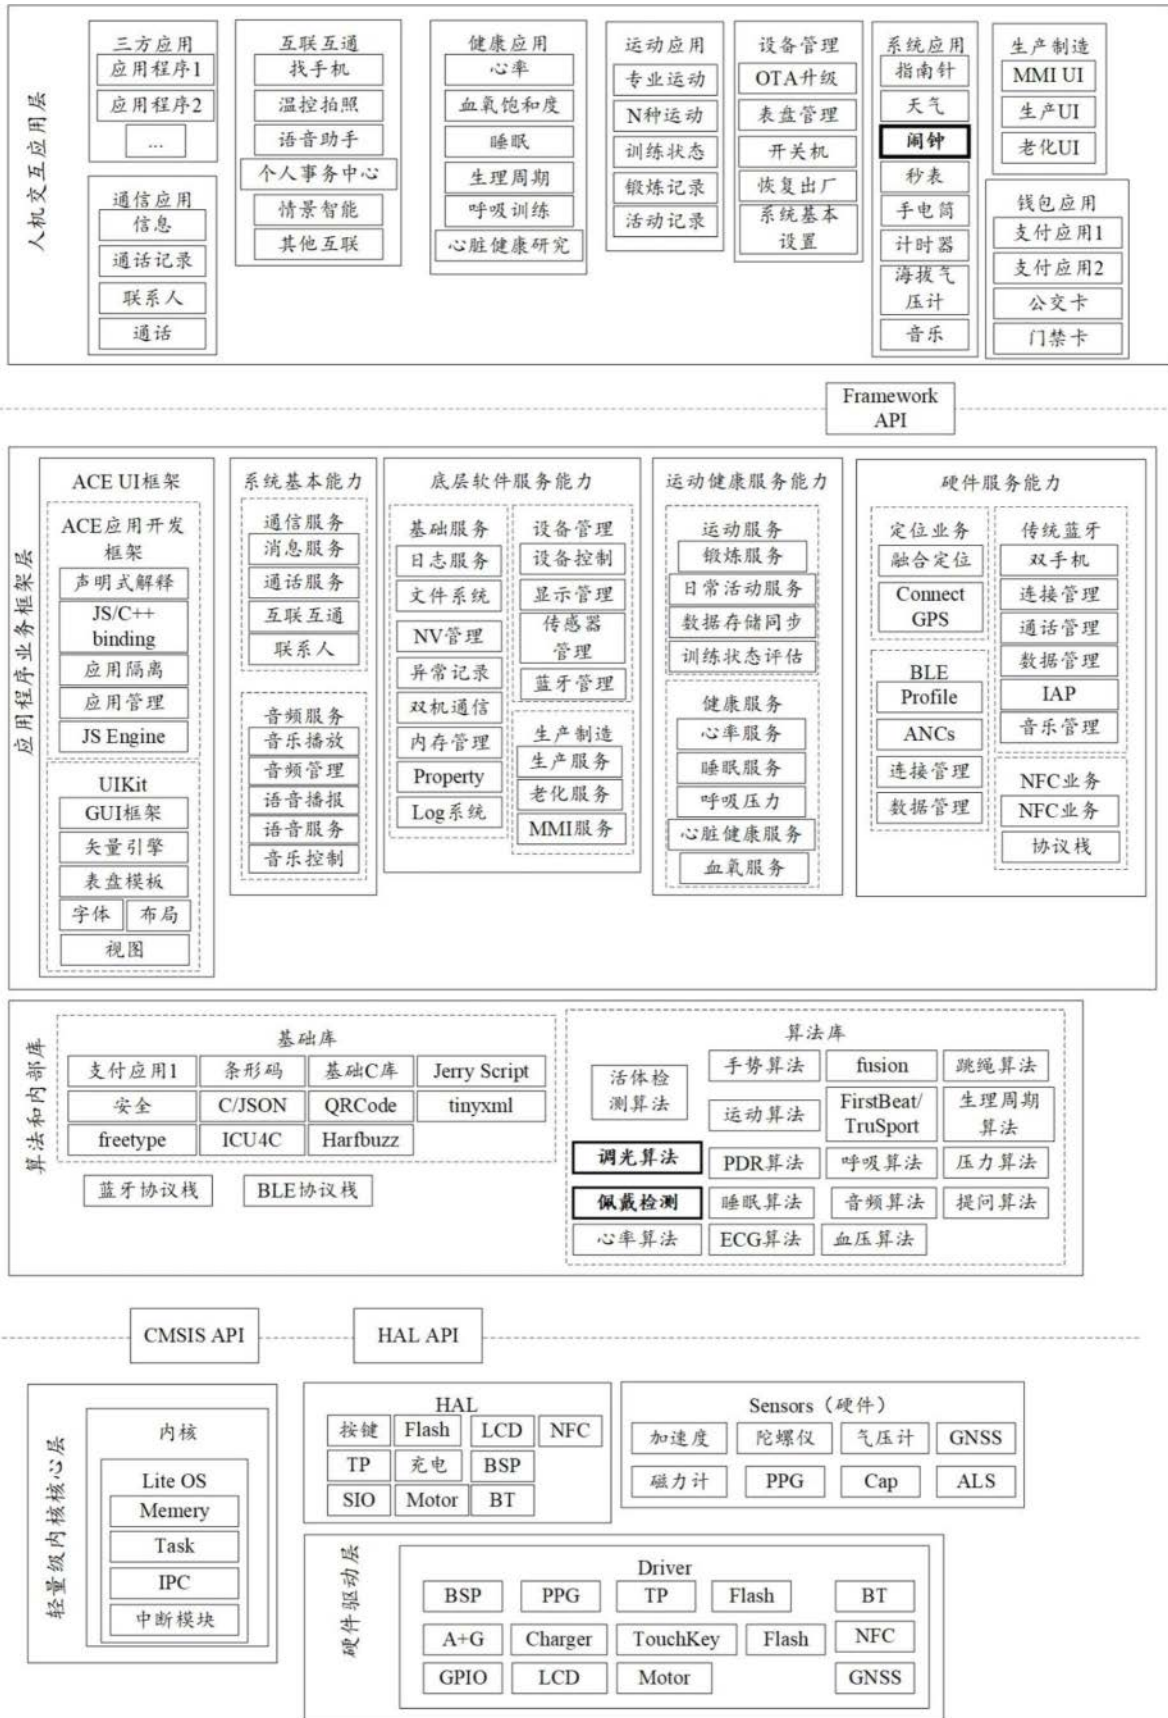 人机交互应用层
三方应用
应用程序1
应用程序2
...
通信应用
信息
通话记录
联系人
通话
互联互通
找手机
温控拍照
语音助手
个人事务中心
情景智能
其他互联
健康应用
心率
血氧饱和度
睡眠
生理周期
呼吸训练
心脏健康研究
运动应用
专业运动
N种运动
训练状态
锻炼记录
活动记录
设备管理
OTA升级
表盘管理
开关机
恢复出厂
系统基本
设置
系统应用
指南针
天气
闹钟
秒表
手电筒
计时器
海拔气
压计
音乐
生产制造
MMI UI
生产UI
老化UI
钱包应用
支付应用1
支付应用2
公交卡
门禁卡
Framework
API
应用程序业务框架层
ACE UI框架
ACE应用开发
框架
声明式解释
JS/C++
binding
应用隔离
应用管理
JS Engine
UIKit
GUI框架
矢量引擎
表盘模板
字体
布局
视图
系统基本能力
通信服务
消息服务
通话服务
互联互通
联系人
音频服务
音乐播放
音频管理
语音播报
语音服务
音乐控制
底层软件服务能力
基础服务
日志服务
文件系统
NV管理
异常记录
双机通信
内存管理
Property
Log系统
设备管理
设备控制
显示管理
传感器
管理
蓝牙管理
生产制造
生产服务
老化服务
MMI服务
运动健康服务能力
运动服务
锻炼服务
日常活动服务
数据存储同步
训练状态评估
健康服务
心率服务
睡眠服务
呼吸压力
心脏健康服务
血氧服务
硬件服务能力
定位业务
融合定位
Connect
GPS
BLE
Profile
ANCs
连接管理
数据管理
传统蓝牙
双手机
连接管理
通话管理
数据管理
IAP
音乐管理
NFC业务
NFC业务
协议栈
算法和内部库
基础库
支付应用1
条形码
基础C库
Jerry Script
安全
C/JSON
QRCode
tinyxml
freetype
ICU4C
Harfbuzz
蓝牙协议栈
BLE协议栈
算法库
活体检
测算法
手势算法
fusion
跳绳算法
运动算法
FirstBeat/
TruSport
生理周期
算法
调光算法
PDR算法
呼吸算法
压力算法
佩戴检测
睡眠算法
音频算法
提问算法
心率算法
ECG算法
血压算法
CMSIS API
HAL API
轻量级内核核心层
内核
Lite OS
Memery
Task
IPC
中断模块
HAL
按键
Flash
LCD
NFC
TP
充电
BSP
SIO
Motor
BT
Sensors（硬件）
加速度
陀螺仪
气压计
GNSS
磁力计
PPG
Cap
ALS
硬件驱动层
Driver
BSP
PPG
TP
Flash
BT
A+G
Charger
TouchKey
Flash
NFC
GPIO
LCD
Motor
GNSS